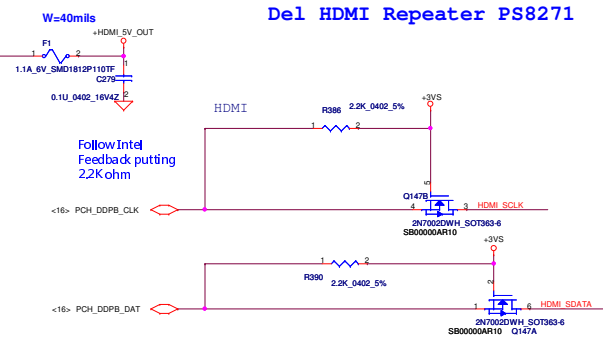 Del HDMI Repeater PS8271
W=40mils
+HDMI_5V_OUT
F1
1 2
1.1A_6V_SMD1812P110TF
1
C279
2
0.1U_0402_16V4Z
HDMI
+3VS
R386 2.2K_0402_5%
1 2
Follow Intel
Feedback putting
2,2K ohm
5
Q147B
<16> PCH_DDPB_CLK
4 3 HDMI_SCLK
2N7002DWH_SOT363-6
SB00000AR10
+3VS
1 2
R390 2.2K_0402_5%
2
<16> PCH_DDPB_DAT
1 6 HDMI_SDATA
2N7002DWH_SOT363-6
SB00000AR10 Q147A